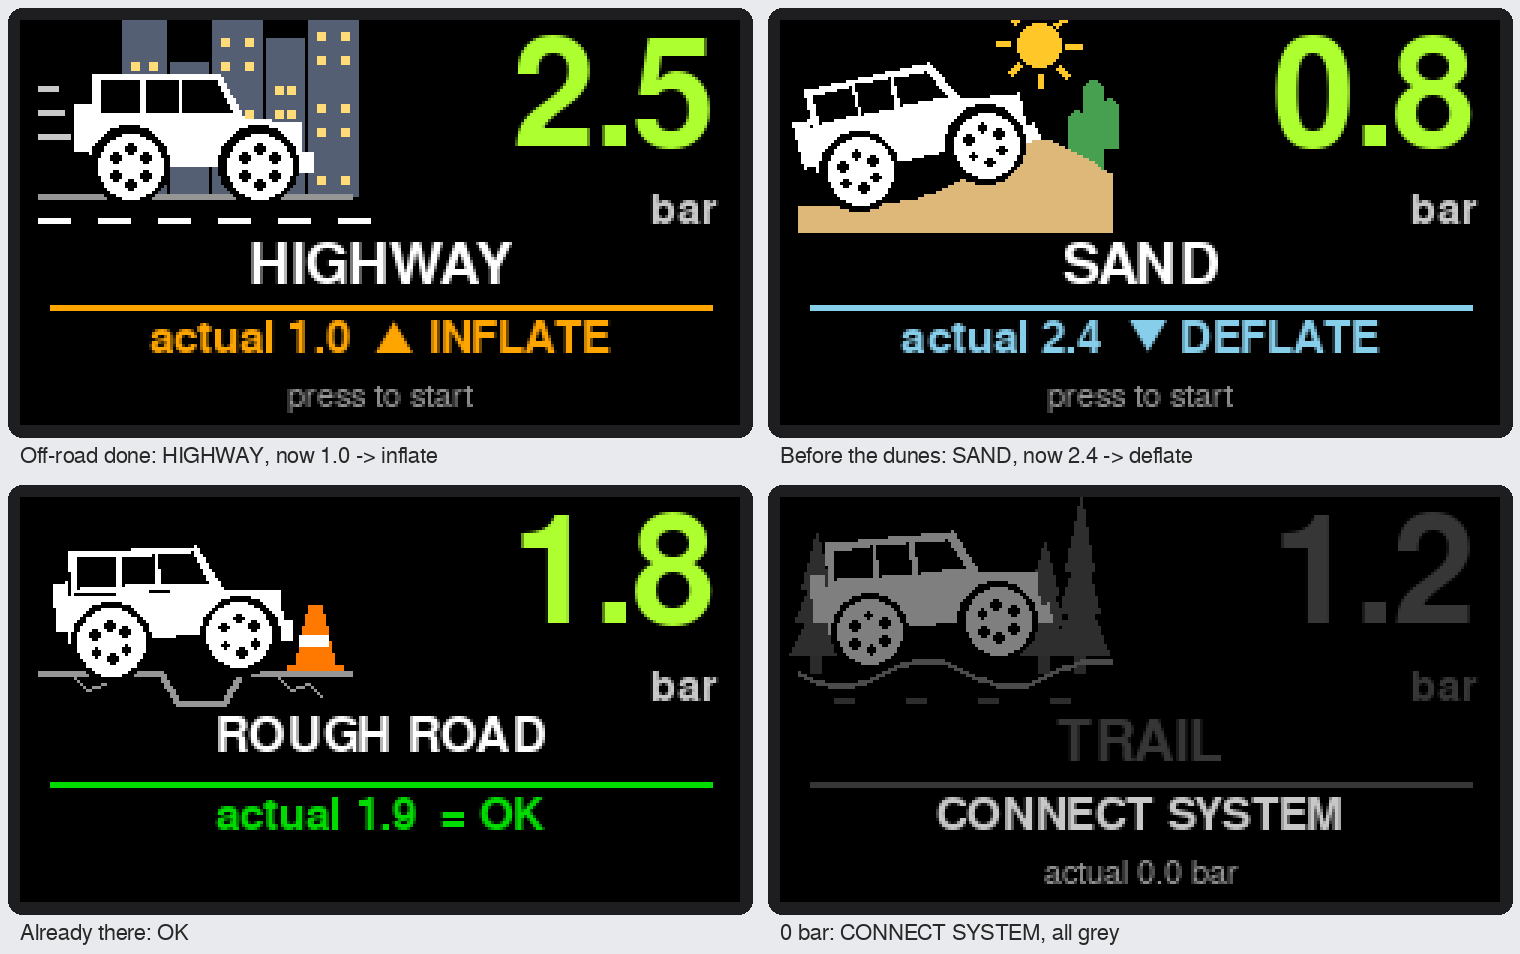 2.5
bar
HIGHWAY
actual 1.0 ▲ INFLATE
press to start
Off-road done: HIGHWAY, now 1.0 -> inflate
0.8
bar
SAND
actual 2.4 ▼ DEFLATE
press to start
Before the dunes: SAND, now 2.4 -> deflate
1.8
bar
ROUGH ROAD
actual 1.9 = OK
Already there: OK
1.2
bar
TRAIL
CONNECT SYSTEM
actual 0.0 bar
0 bar: CONNECT SYSTEM, all grey